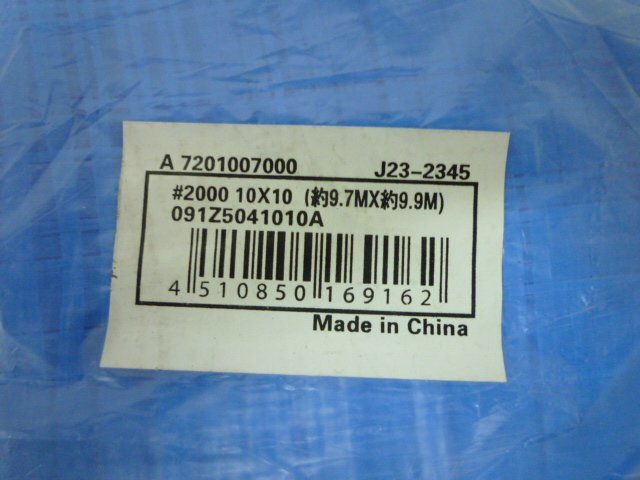 A 7201007000 J23-2345
#2000 10X10 (約9.7MX約9.9M)
091Z5041010A
4 510850 169162
Made in China